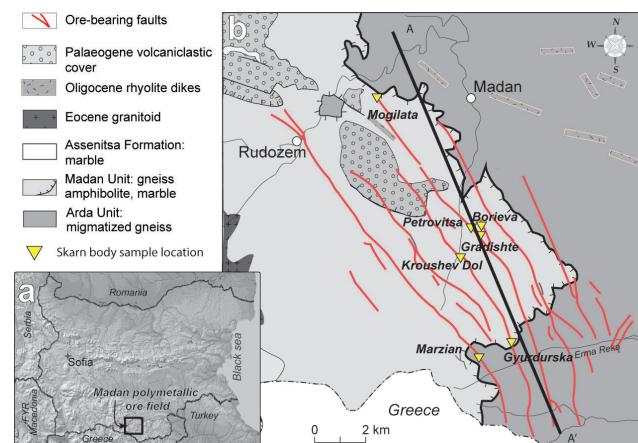 Ore-bearing faults
Palaeogene volcaniclastic
cover
Oligocene rhyolite dikes
Eocene granitoid
Assenitsa Formation:
marble
Madan Unit: gneiss
amphibolite, marble
Arda Unit:
migmatized gneiss
Skarn body sample location
a
Romania
Serbia
Sofia
Black sea
FYR
Macedonia
Madan polymetallic
ore field
Turkey
Greece
b
A
N
W
E
S
Madan
Mogilata
Rudozem
Petrovitsa
Borieva
Gradishte
Kroushev Dol
Marzian
Gyurdurska
Erma Reka
Greece
0 2 km
A'